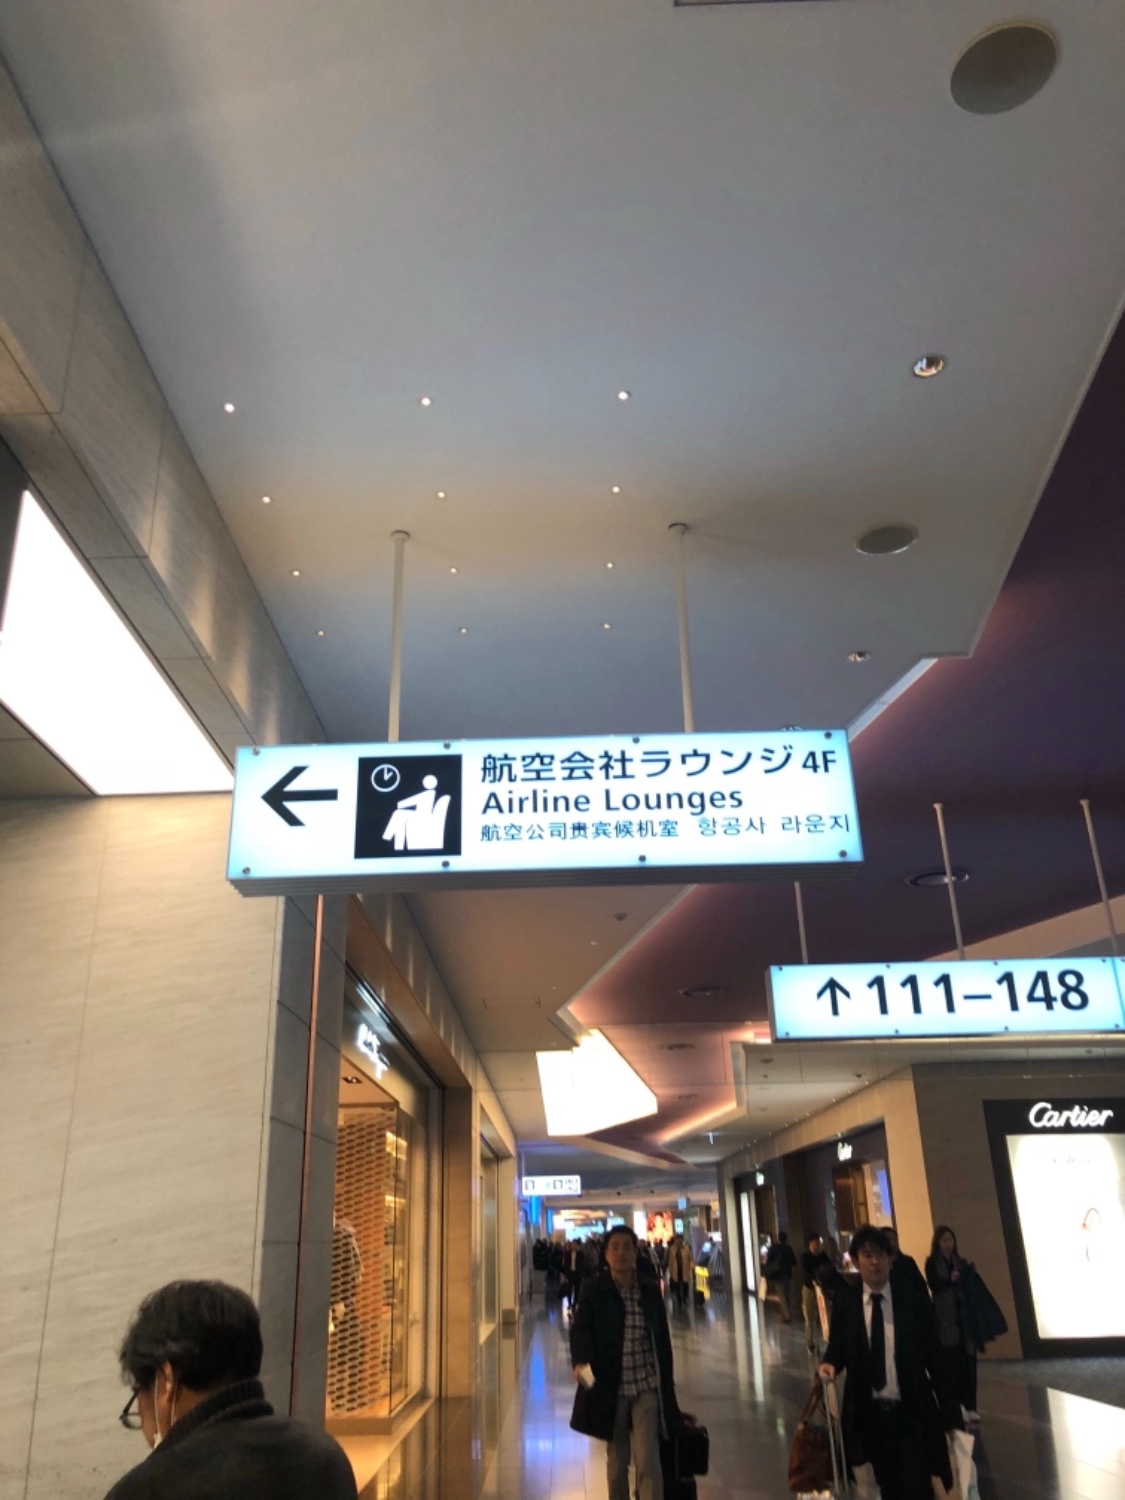 航空会社ラウンジ 4F
Airline Lounges
航空公司贵宾候机室 항공사 라운지
↑111–148
Cartier